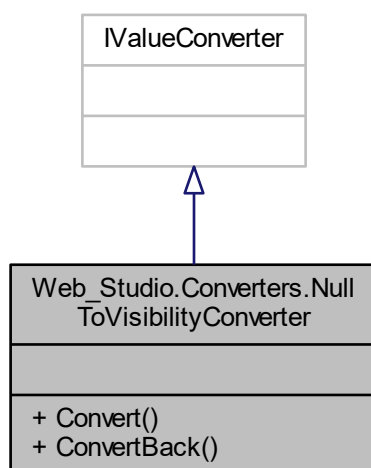 IValueConverter
Web_Studio.Converters.Null
ToVisibilityConverter
+ Convert()
+ ConvertBack()